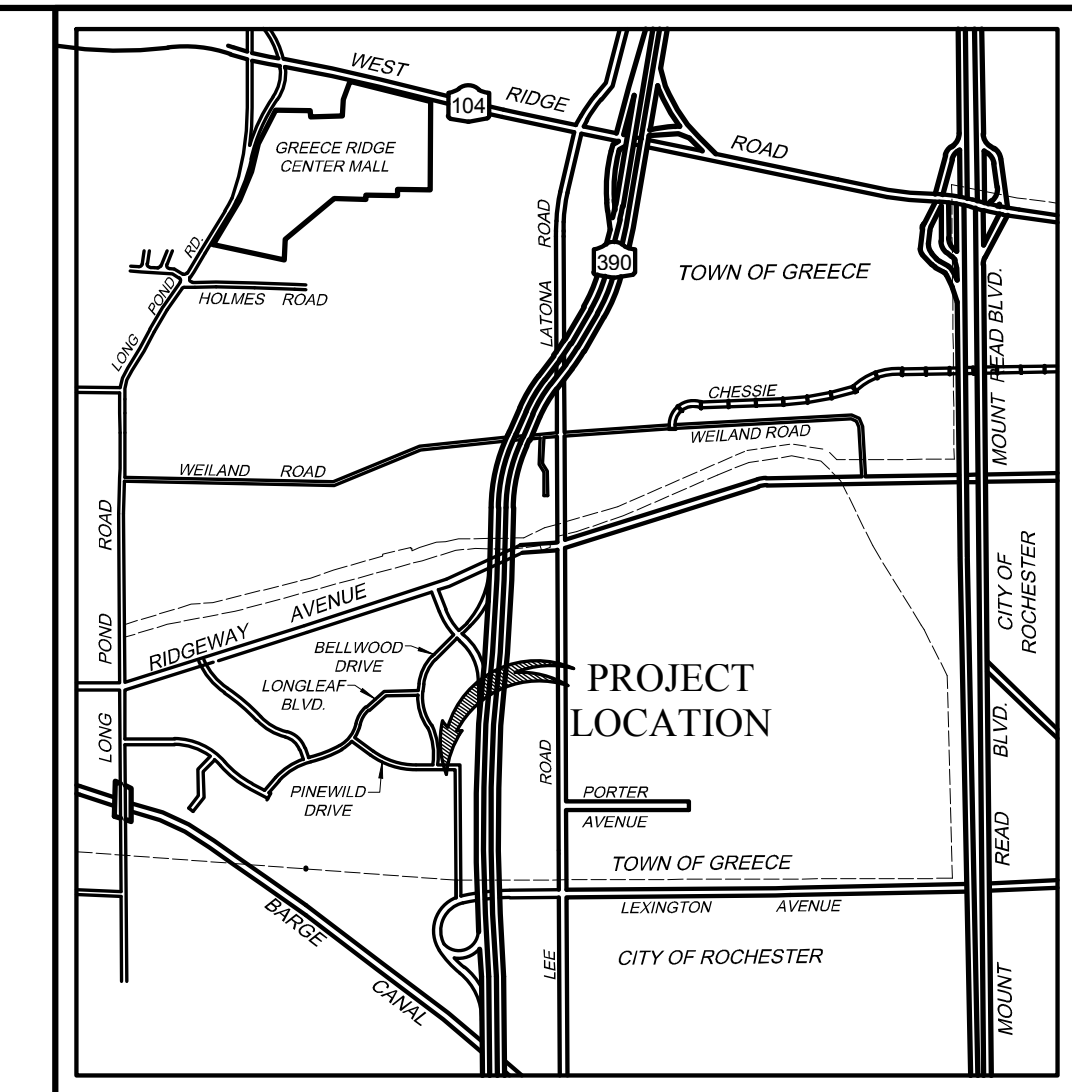 WEST
104
RIDGE
ROAD
GREECE RIDGE
CENTER MALL
LONG
POND
RD.
HOLMES ROAD
LATONA
ROAD
390
TOWN OF GREECE
MOUNT READ BLVD.
CHESSIE
WEILAND ROAD
WEILAND ROAD
POND ROAD
RIDGEWAY AVENUE
CITY OF
ROCHESTER
BELLWOOD
DRIVE
LONGLEAF
BLVD.
PROJECT
LOCATION
LONG
PINEWILD
DRIVE
PORTER
AVENUE
TOWN OF GREECE
LEXINGTON AVENUE
BARGE
CANAL
LEE ROAD
CITY OF ROCHESTER
MOUNT READ BLVD.